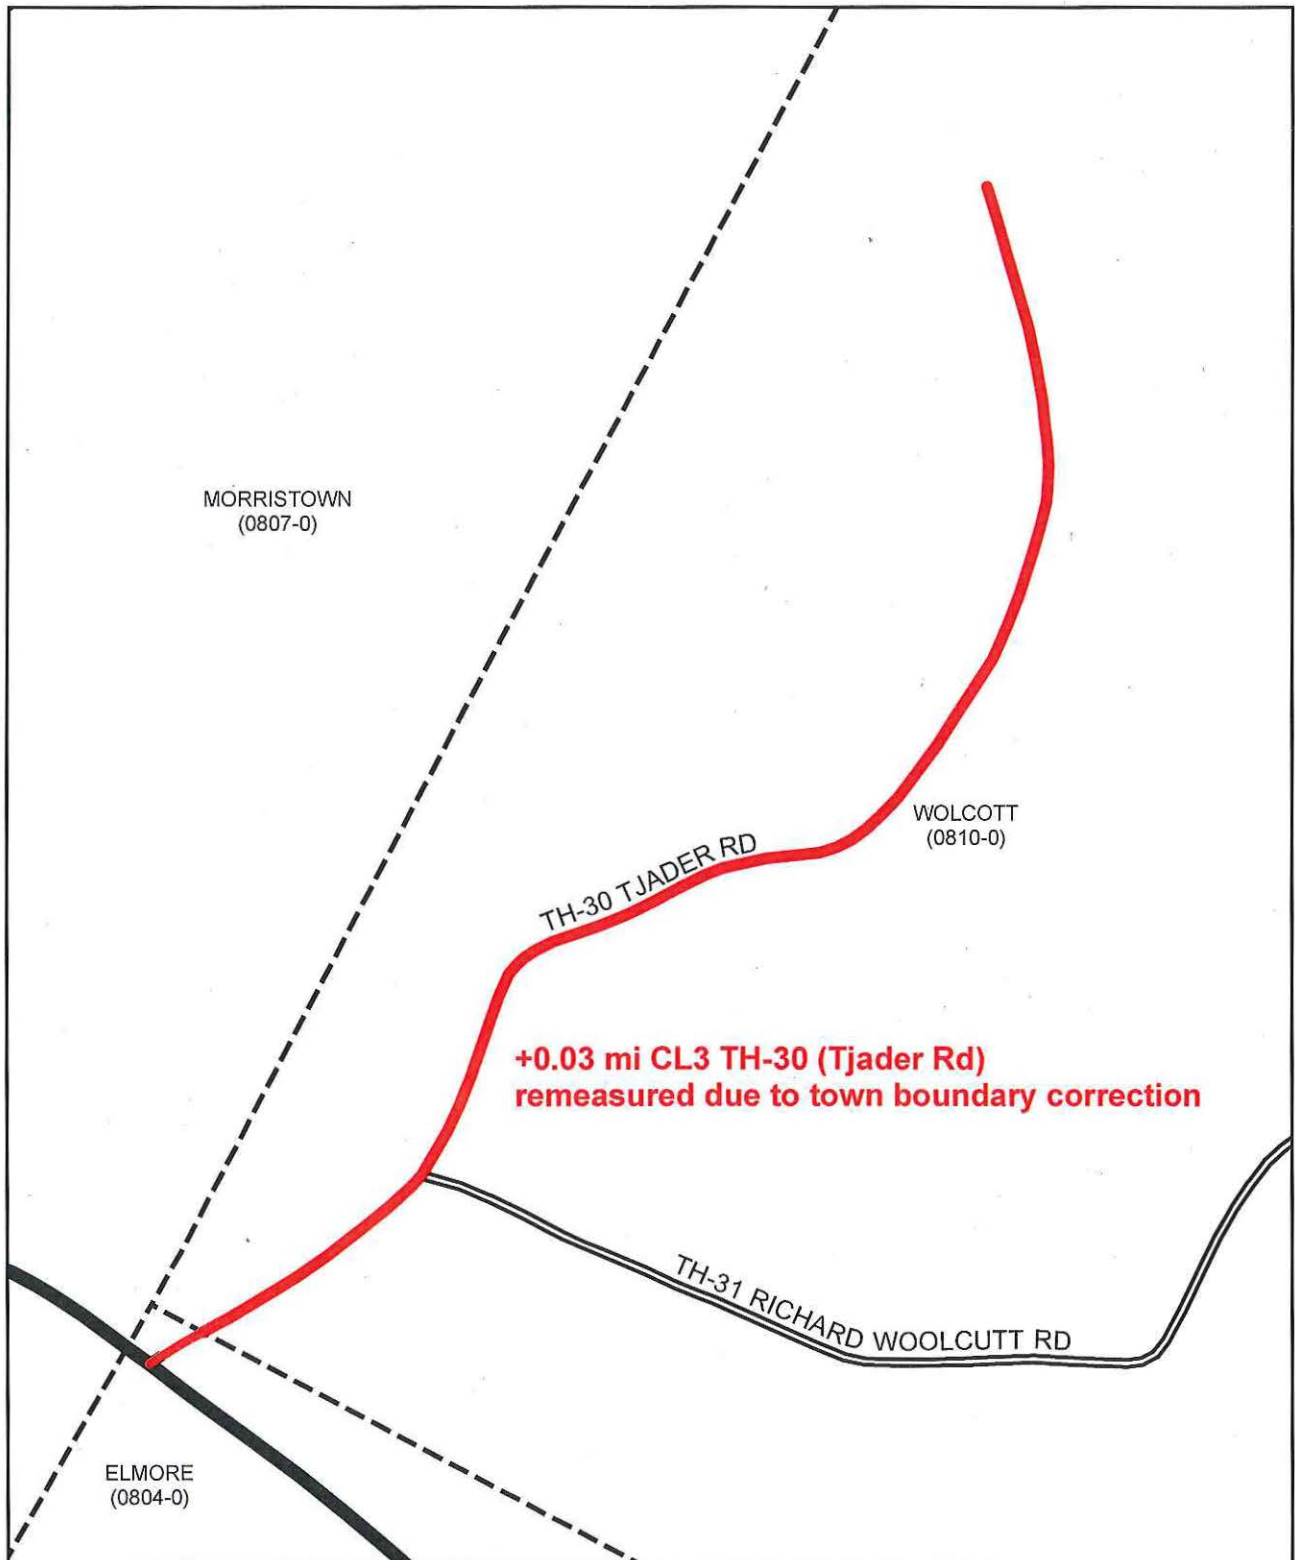 MORRISTOWN
(0807-0)
WOLCOTT
(0810-0)
TH-30 TJADER RD
+0.03 mi CL3 TH-30 (Tjader Rd)
remeasured due to town boundary correction
TH-31 RICHARD WOOLCUTT RD
ELMORE
(0804-0)